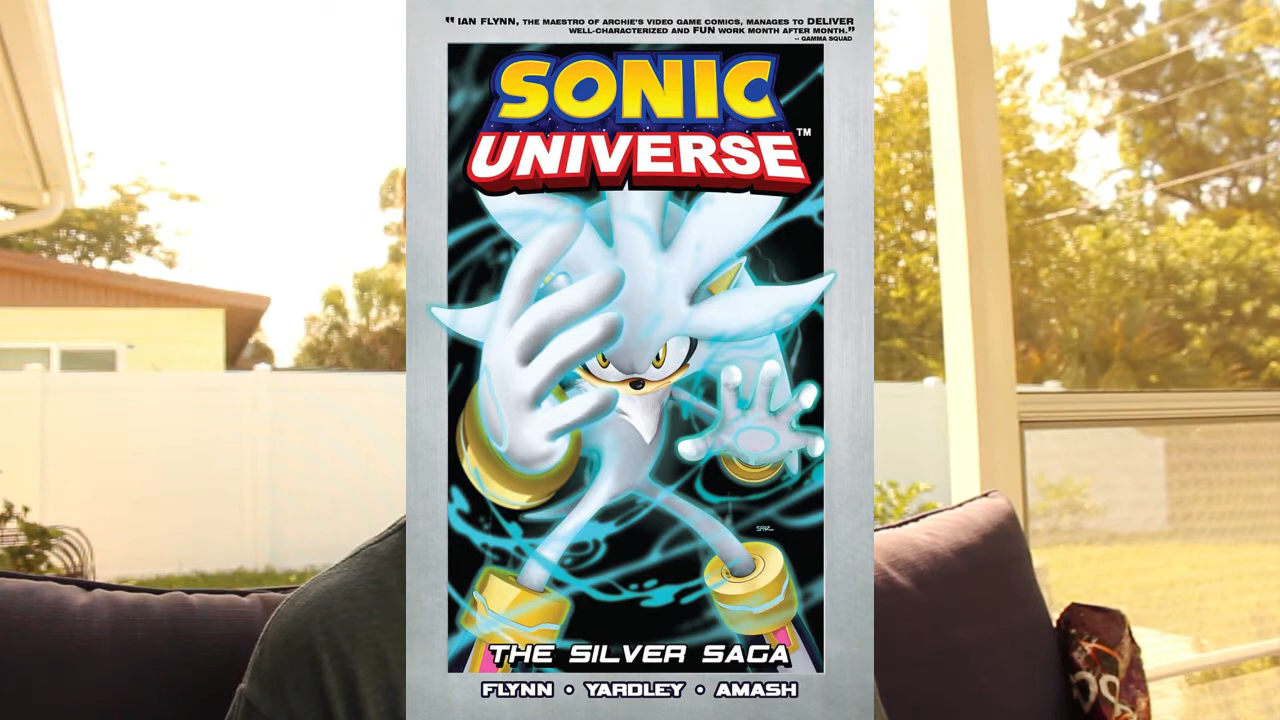 “ IAN FLYNN, THE MAESTRO OF ARCHIE'S VIDEO GAME COMICS, MANAGES TO DELIVER
WELL-CHARACTERIZED AND FUN WORK MONTH AFTER MONTH.”
-- GAMMA SQUAD
SONIC
UNIVERSE™
THE SILVER SAGA
FLYNN • YARDLEY • AMASH